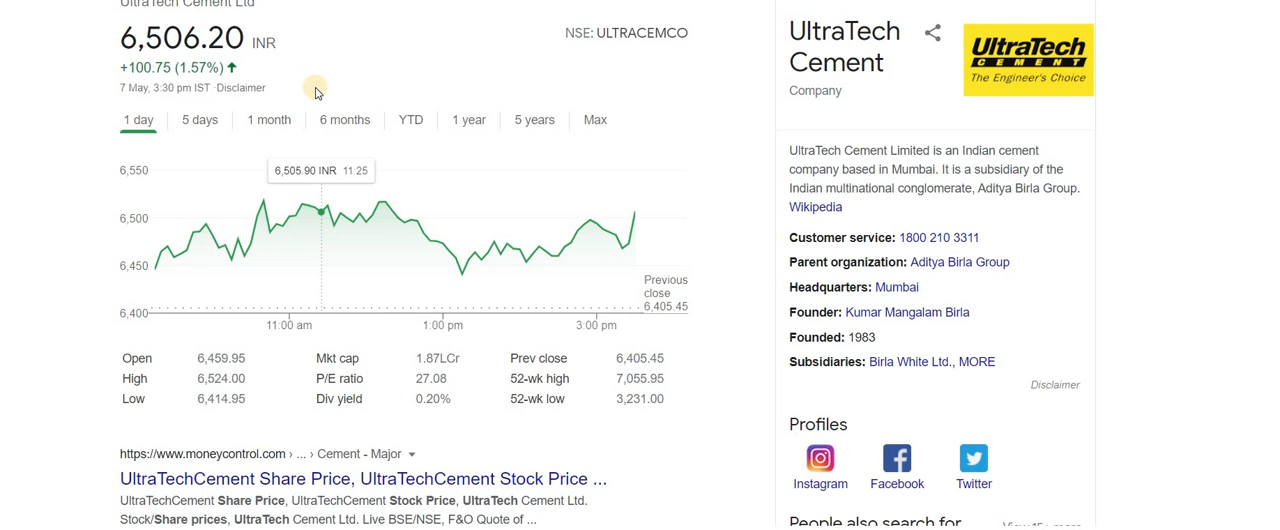 UltraTech Cement Ltd
6,506.20 INR
+100.75 (1.57%)
7 May, 3:30 pm IST · Disclaimer
NSE: ULTRACEMCO
1 day
5 days
1 month
6 months
YTD
1 year
5 years
Max
6,505.90 INR 11:25
6,550
6,500
6,450
6,400
Previous
close
6,405.45
11:00 am
1:00 pm
3:00 pm
Open 6,459.95 Mkt cap 1.87LCr Prev close 6,405.45
High 6,524.00 P/E ratio 27.08 52-wk high 7,055.95
Low 6,414.95 Div yield 0.20% 52-wk low 3,231.00
https://www.moneycontrol.com › ... › Cement - Major
UltraTechCement Share Price, UltraTechCement Stock Price ...
UltraTechCement Share Price, UltraTechCement Stock Price, UltraTech Cement Ltd.
Stock/Share prices, UltraTech Cement Ltd. Live BSE/NSE, F&O Quote of ...
UltraTech
Cement
Company
UltraTech
CEMENT
The Engineer's Choice
UltraTech Cement Limited is an Indian cement
company based in Mumbai. It is a subsidiary of the
Indian multinational conglomerate, Aditya Birla Group.
Wikipedia
Customer service: 1800 210 3311
Parent organization: Aditya Birla Group
Headquarters: Mumbai
Founder: Kumar Mangalam Birla
Founded: 1983
Subsidiaries: Birla White Ltd., MORE
Disclaimer
Profiles
Instagram
Facebook
Twitter
People also search for
View 15+ more